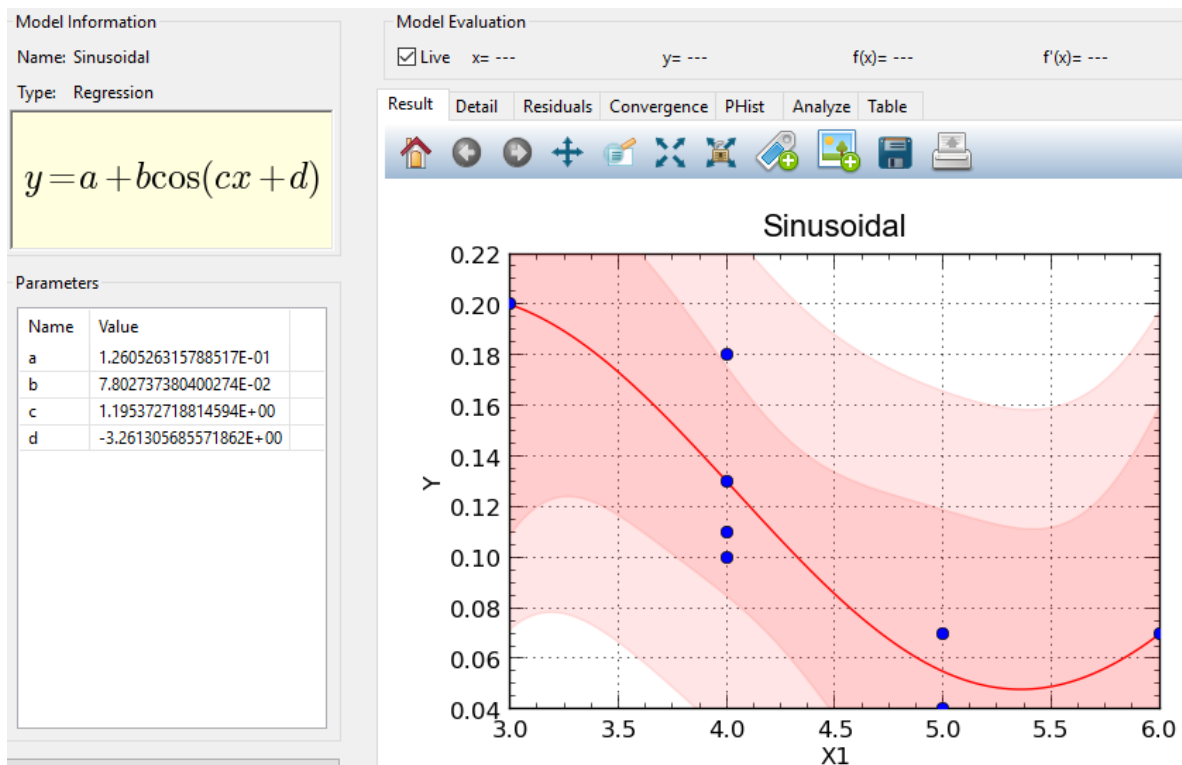 Model Information
Name: Sinusoidal
Type: Regression
y=a+bcos(cx+d)
Parameters
Name Value
a 1.260526315788517E-01
b 7.802737380400274E-02
c 1.195372718814594E+00
d -3.261305685571862E+00
Model Evaluation
Live x= --- y= --- f(x)= --- f'(x)= ---
Result Detail Residuals Convergence PHist Analyze Table
Sinusoidal
0.22
0.20
0.18
0.16
0.14
0.12
0.10
0.08
0.06
0.04
Y
3.0 3.5 4.0 4.5 5.0 5.5 6.0
X1